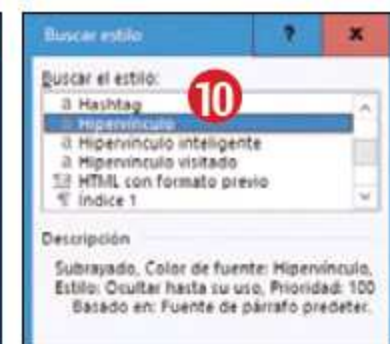 Buscar estilo ? x
Buscar el estilo:
10
a Hashtag
a Hipervínculo
a Hipervínculo inteligente
a Hipervínculo visitado
HTML con formato previo
¶ Índice 1
Descripción
Subrayado, Color de fuente: Hipervínculo,
Estilo: Ocultar hasta su uso, Prioridad: 100
Basado en: Fuente de párrafo predeter.